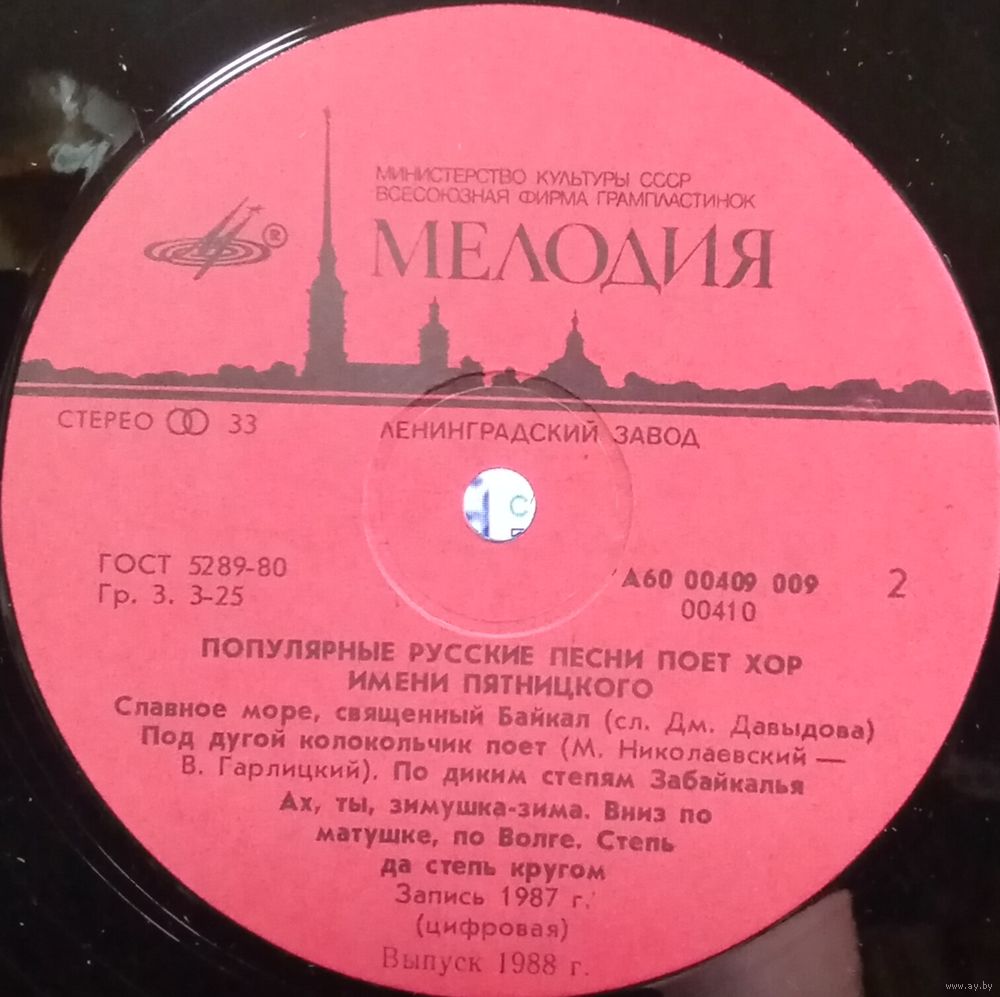 МИНИСТЕРСТВО КУЛЬТУРЫ СССР
ВСЕСОЮЗНАЯ ФИРМА ГРАМПЛАСТИНОК
®
МЕЛОДИЯ
СТЕРЕО 33
ЛЕНИНГРАДСКИЙ ЗАВОД
ГОСТ 5289-80
Гр. 3. 3-25
А60 00409 009
00410
2
ПОПУЛЯРНЫЕ РУССКИЕ ПЕСНИ ПОЕТ ХОР
ИМЕНИ ПЯТНИЦКОГО
Славное море, священный Байкал (сл. Дм. Давыдова)
Под дугой колокольчик поет (М. Николаевский —
В. Гарлицкий). По диким степям Забайкалья
Ах, ты, зимушка-зима. Вниз по
матушке, по Волге. Степь
да степь кругом
Запись 1987 г.
(цифровая)
Выпуск 1988 г.
www.ay.by